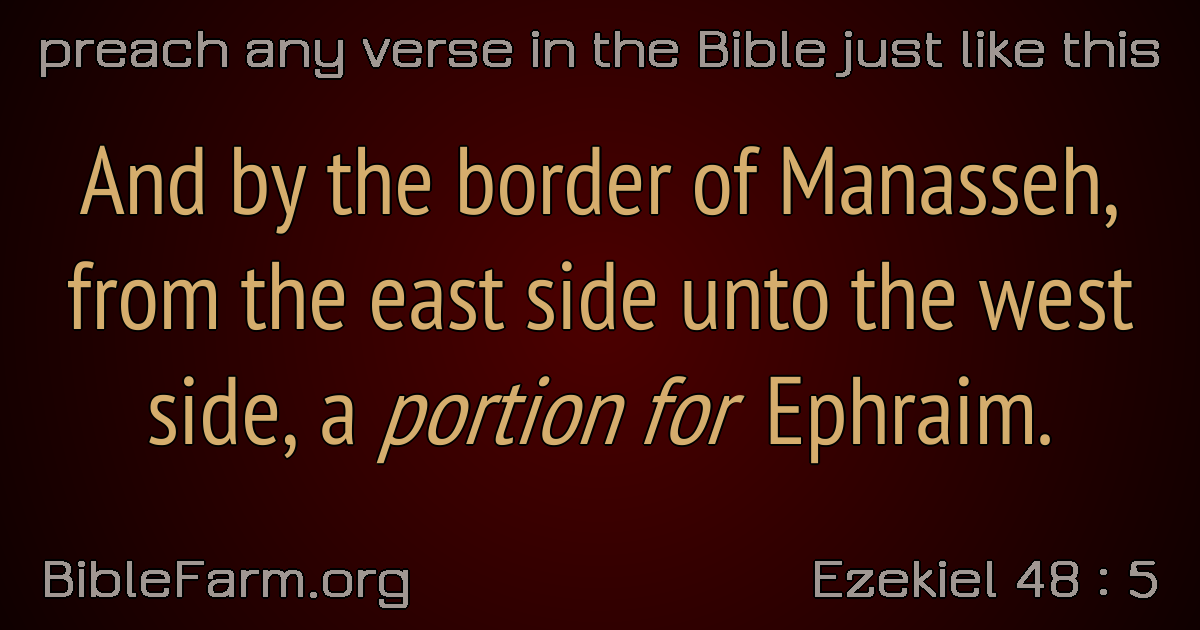 preach any verse in the Bible just like this
And by the border of Manasseh,
from the east side unto the west
side, a portion for Ephraim.
BibleFarm.org
Ezekiel 48 : 5